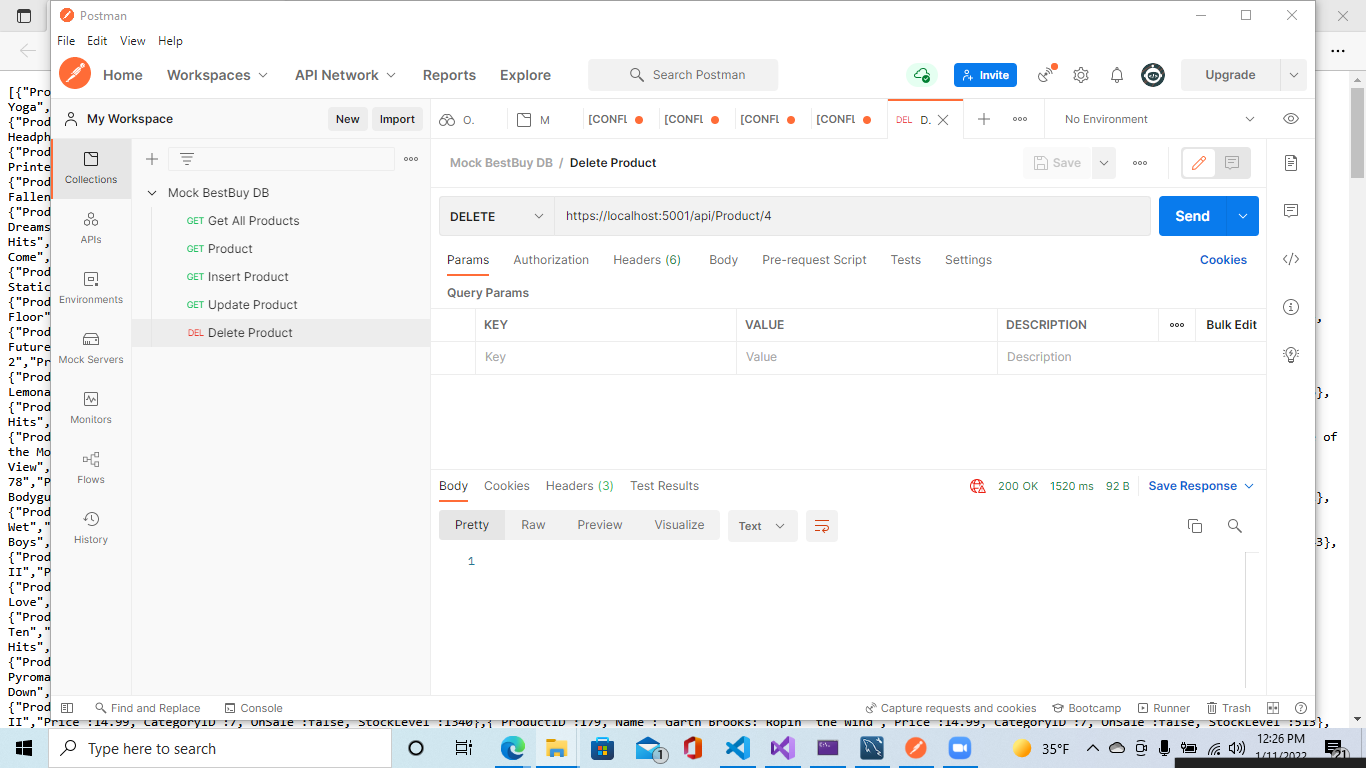 Postman
File Edit View Help
Home Workspaces API Network Reports Explore Search Postman Invite Upgrade
My Workspace New Import O. M [CONFL [CONFL [CONFL [CONFL DEL D. No Environment
Collections
APIs
Environments
Mock Servers
Monitors
Flows
History
Mock BestBuy DB
GET Get All Products
GET Product
GET Insert Product
GET Update Product
DEL Delete Product
Mock BestBuy DB / Delete Product Save
DELETE https://localhost:5001/api/Product/4 Send
Params Authorization Headers (6) Body Pre-request Script Tests Settings Cookies
Query Params
KEY VALUE DESCRIPTION Bulk Edit
Key Value Description
Body Cookies Headers (3) Test Results 200 OK 1520 ms 92 B Save Response
Pretty Raw Preview Visualize Text
1
Find and Replace Console Capture requests and cookies Bootcamp Runner Trash
[{"Pro
Yoga",
{"Prod
Headph
{"Prod
Printe
{"Prod
Fallen
{"Prod
Dreams
Hits",
Come",
{"Prod
Static
{"Prod
Floor"
{"Prod
Future
2","Pr
{"Prod
Lemona
},
{"Prod
Hits",
{"Prod
of
the Mo
View",
78","P
Bodygu
},
{"Prod
Wet","
Boys",
3},
{"Prod
II","P
{"Prod
Love",
{"Prod
Ten","
Hits",
{"Prod
Pyroma
Down",
{"Prod
II","Price":14.99,"CategoryID":7,"OnSale":false,"StockLevel":1340},{"ProductID":179,"Name":"Garth Brooks: Ropin' the Wind","Price":14.99,"CategoryID":7,"OnSale":false,"StockLevel":513},
Type here to search 1 35°F 12:26 PM
1/11/2022 21